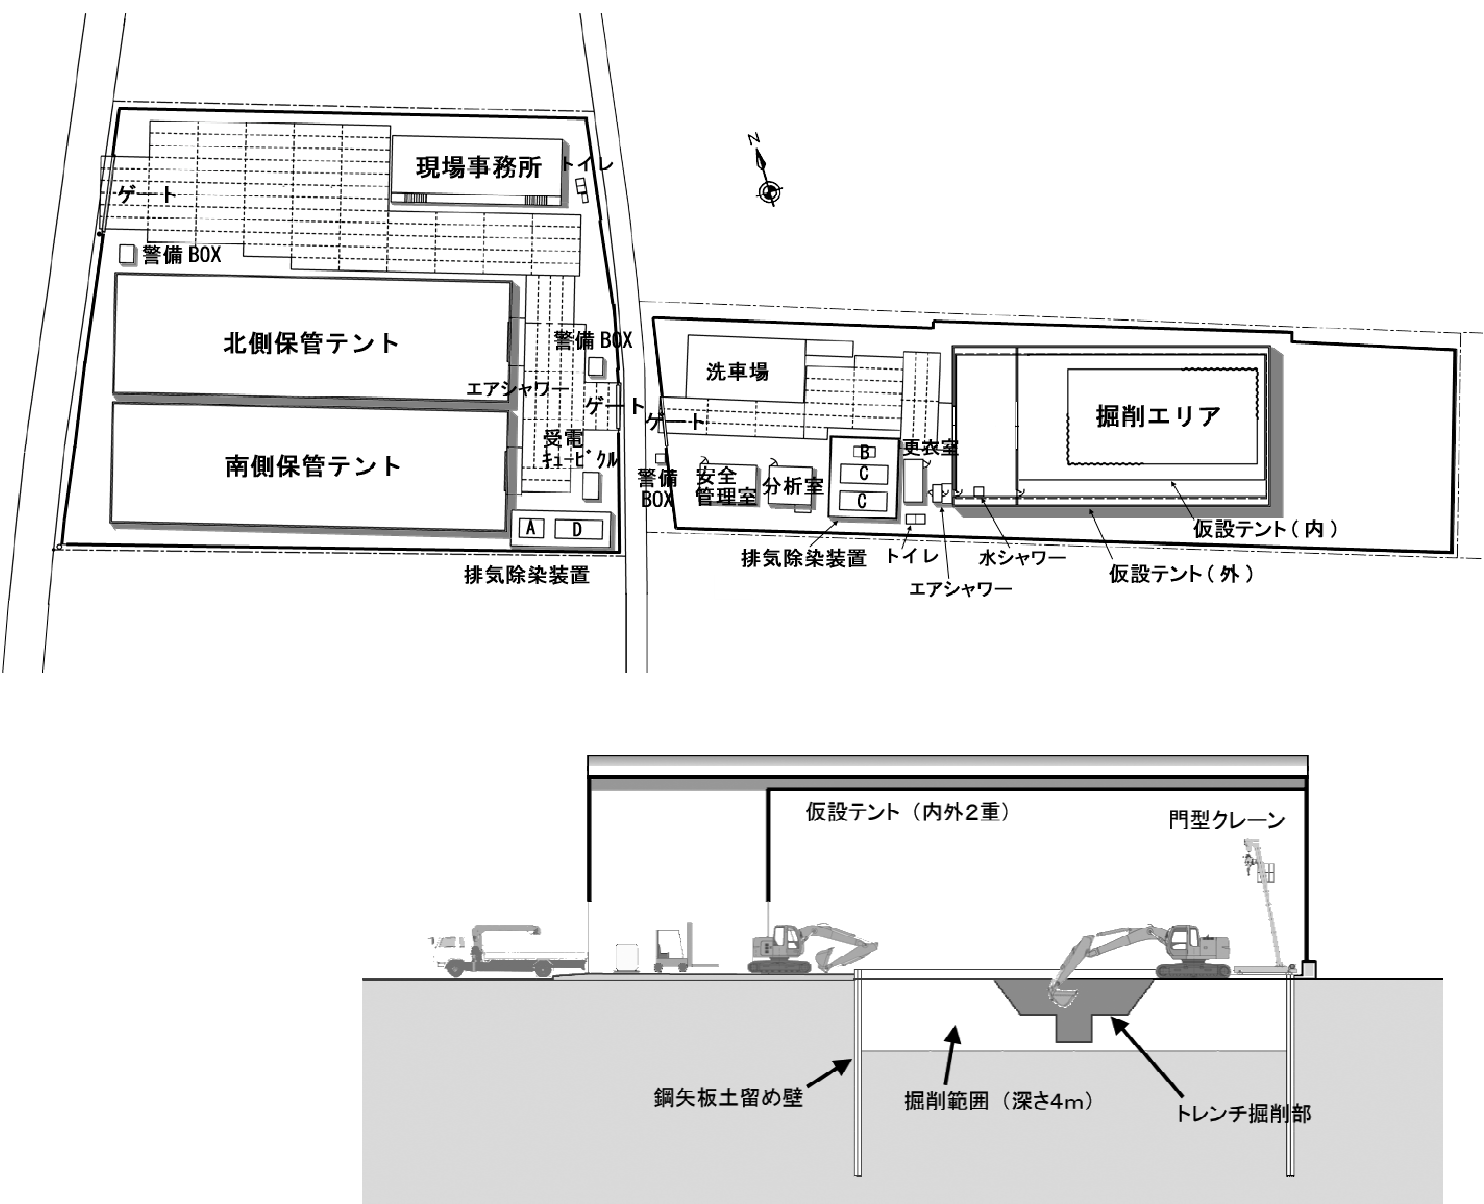 N
現場事務所
トイレ
ゲート
警備 BOX
北側保管テント
警備 BOX
エアシャワー
ゲート
受電
ｷｭｰﾋﾞｸﾙ
南側保管テント
A
D
排気除染装置
洗車場
ゲート
掘削エリア
更衣室
B
C
C
警備
BOX
安全
管理室
分析室
仮設テント(内)
排気除染装置
トイレ
水シャワー
エアシャワー
仮設テント(外)
仮設テント（内外２重）
門型クレーン
鋼矢板土留め壁
掘削範囲（深さ4m）
トレンチ掘削部